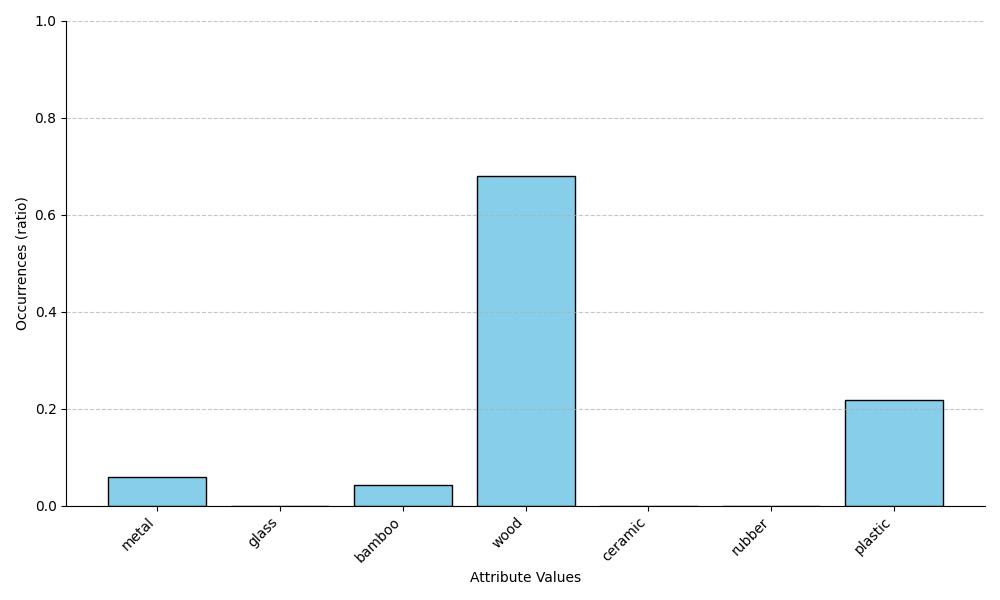 1.0
0.8
0.6
0.4
0.2
0.0
Occurrences (ratio)
metal
glass
bamboo
wood
ceramic
rubber
plastic
Attribute Values